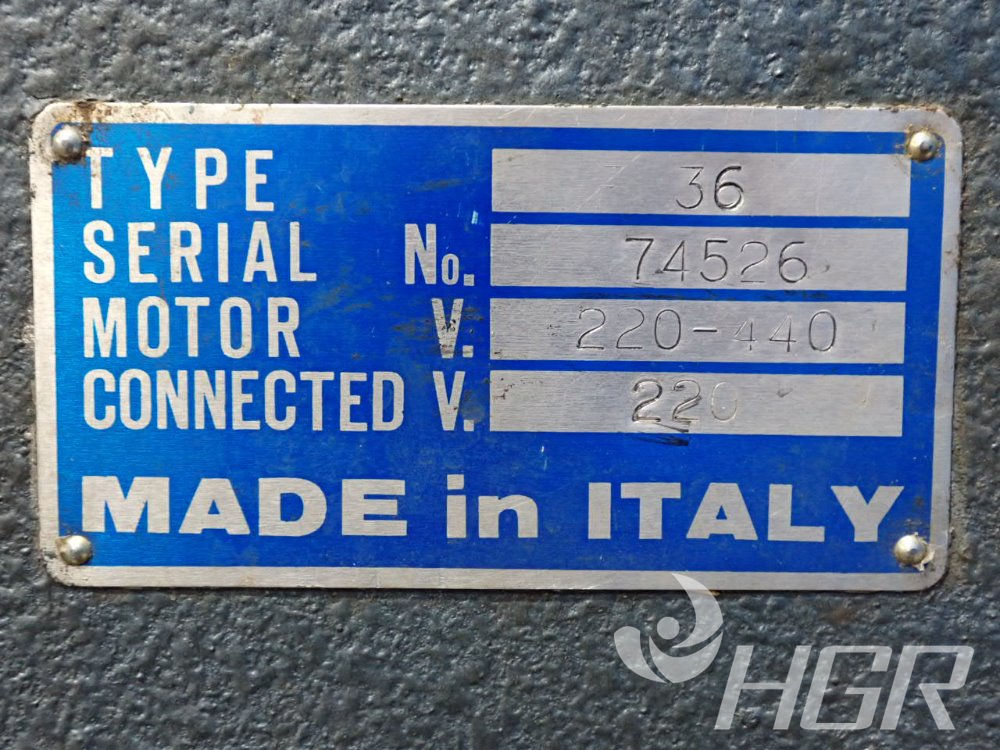 TYPE 36
SERIAL No. 74526
MOTOR V. 220-440
CONNECTED V. 220
MADE in ITALY
HGR